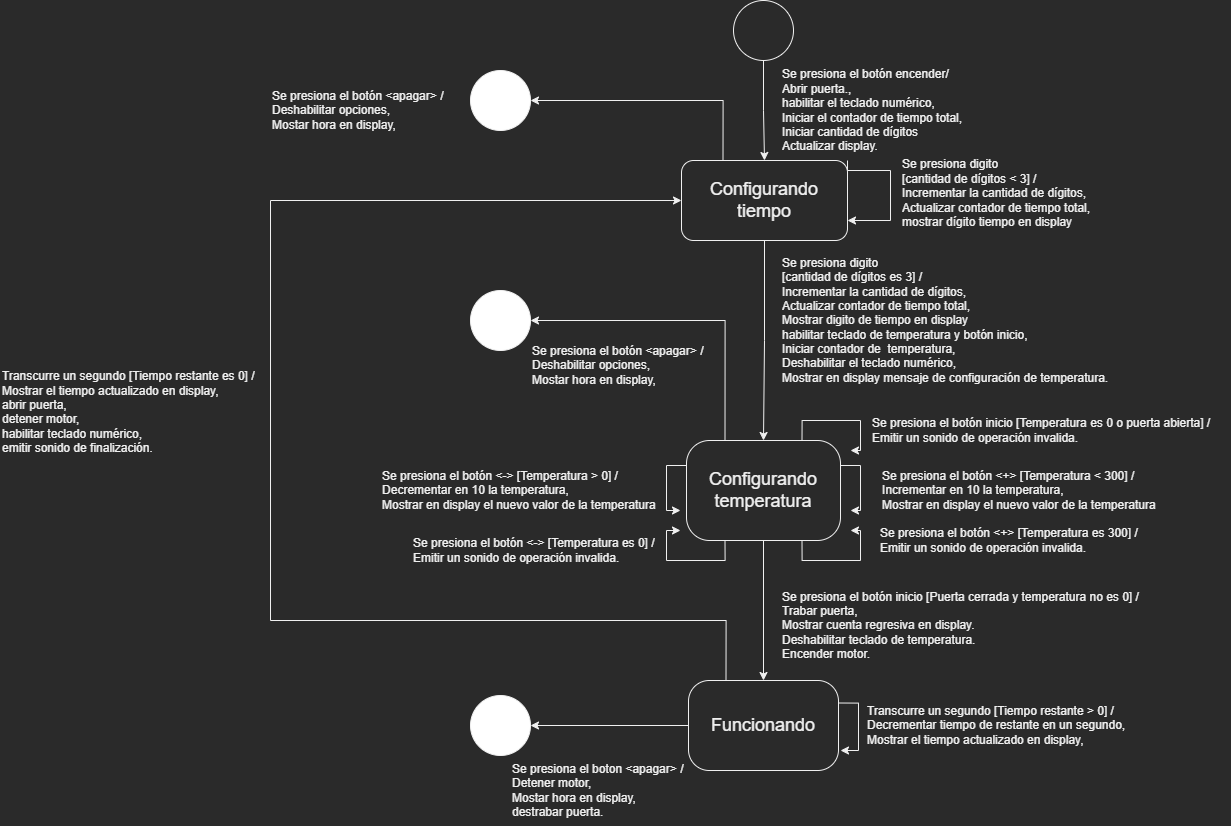 Se presiona el botón encender/
Abrir puerta.,
habilitar el teclado numérico,
Iniciar el contador de tiempo total,
Iniciar cantidad de dígitos
Actualizar display.
Se presiona el botón <apagar> /
Deshabilitar opciones,
Mostar hora en display,
Configurando
tiempo
Se presiona digito
[cantidad de dígitos < 3] /
Incrementar la cantidad de dígitos,
Actualizar contador de tiempo total,
mostrar dígito tiempo en display
Se presiona digito
[cantidad de dígitos es 3] /
Incrementar la cantidad de dígitos,
Actualizar contador de tiempo total,
Mostrar digito de tiempo en display
habilitar teclado de temperatura y botón inicio,
Iniciar contador de  temperatura,
Deshabilitar el teclado numérico,
Mostrar en display mensaje de configuración de temperatura.
Se presiona el botón <apagar> /
Deshabilitar opciones,
Mostar hora en display,
Transcurre un segundo [Tiempo restante es 0] /
Mostrar el tiempo actualizado en display,
abrir puerta,
detener motor,
habilitar teclado numérico,
emitir sonido de finalización.
Se presiona el botón inicio [Temperatura es 0 o puerta abierta] /
Emitir un sonido de operación invalida.
Configurando
temperatura
Se presiona el botón <-> [Temperatura > 0] /
Decrementar en 10 la temperatura,
Mostrar en display el nuevo valor de la temperatura
Se presiona el botón <+> [Temperatura < 300] /
Incrementar en 10 la temperatura,
Mostrar en display el nuevo valor de la temperatura
Se presiona el botón <-> [Temperatura es 0] /
Emitir un sonido de operación invalida.
Se presiona el botón <+> [Temperatura es 300] /
Emitir un sonido de operación invalida.
Se presiona el botón inicio [Puerta cerrada y temperatura no es 0] /
Trabar puerta,
Mostrar cuenta regresiva en display.
Deshabilitar teclado de temperatura.
Encender motor.
Funcionando
Transcurre un segundo [Tiempo restante > 0] /
Decrementar tiempo de restante en un segundo,
Mostrar el tiempo actualizado en display,
Se presiona el boton <apagar> /
Detener motor,
Mostar hora en display,
destrabar puerta.